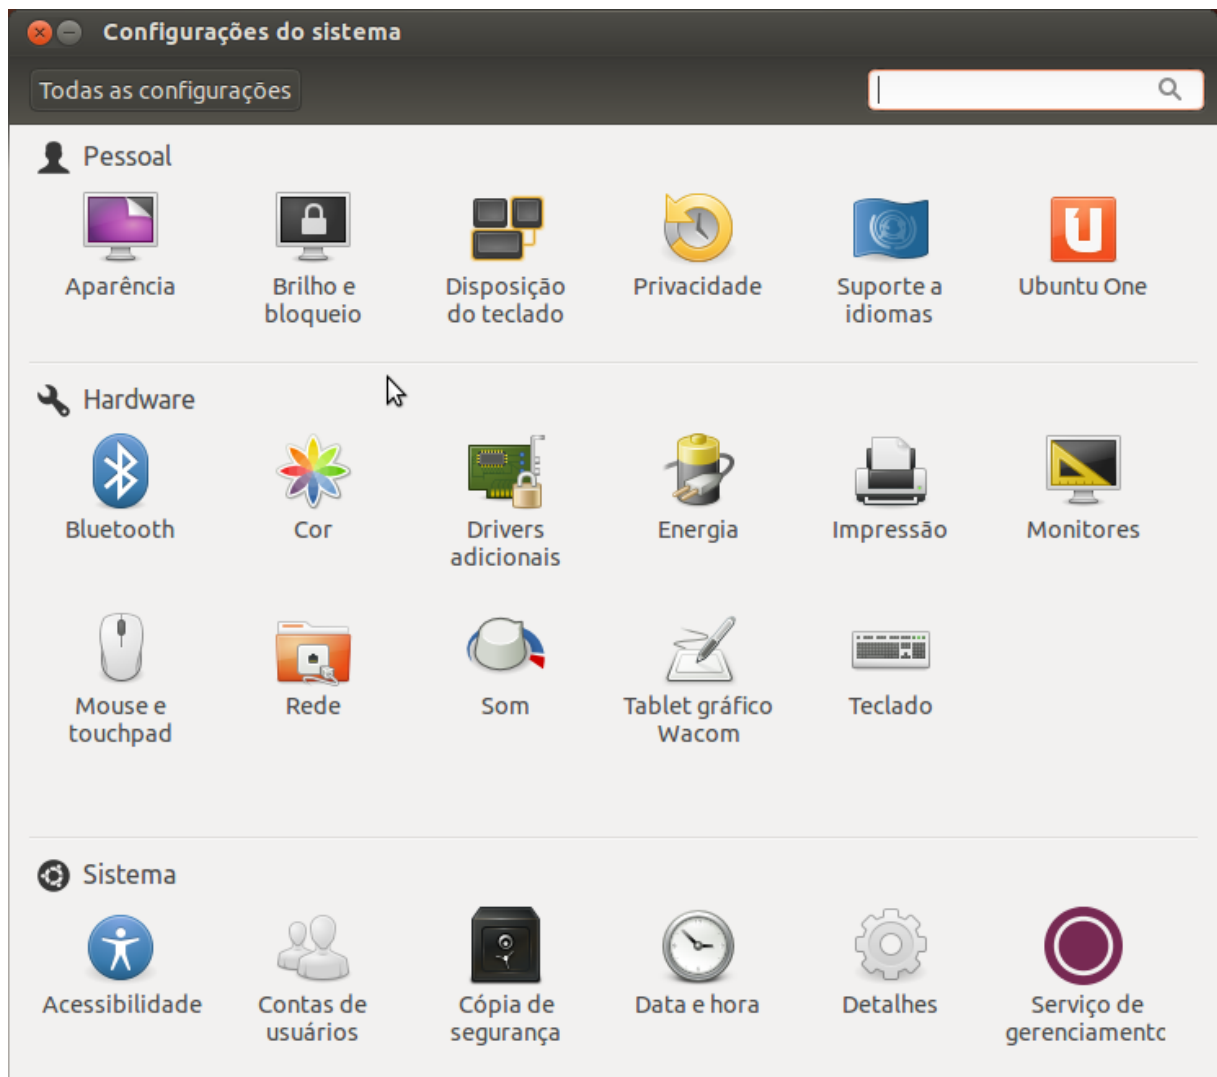 Configurações do sistema
Todas as configurações
Pessoal
Aparência
Brilho e
bloqueio
Disposição
do teclado
Privacidade
Suporte a
idiomas
Ubuntu One
Hardware
Bluetooth
Cor
Drivers
adicionais
Energia
Impressão
Monitores
Mouse e
touchpad
Rede
Som
Tablet gráfico
Wacom
Teclado
Sistema
Acessibilidade
Contas de
usuários
Cópia de
segurança
Data e hora
Detalhes
Serviço de
gerenciamento